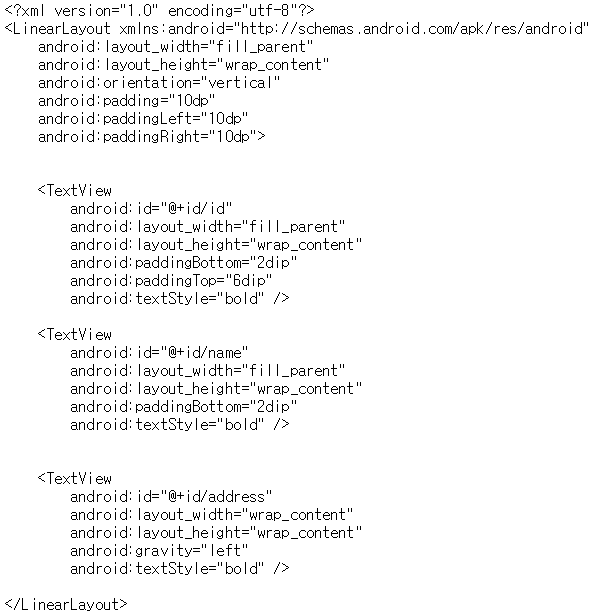 <?xml version="1.0" encoding="utf-8"?>
<LinearLayout xmlns:android="http://schemas.android.com/apk/res/android"
    android:layout_width="fill_parent"
    android:layout_height="wrap_content"
    android:orientation="vertical"
    android:padding="10dp"
    android:paddingLeft="10dp"
    android:paddingRight="10dp">

    <TextView
        android:id="@+id/id"
        android:layout_width="fill_parent"
        android:layout_height="wrap_content"
        android:paddingBottom="2dip"
        android:paddingTop="6dip"
        android:textStyle="bold" />

    <TextView
        android:id="@+id/name"
        android:layout_width="fill_parent"
        android:layout_height="wrap_content"
        android:paddingBottom="2dip"
        android:textStyle="bold" />

    <TextView
        android:id="@+id/address"
        android:layout_width="wrap_content"
        android:layout_height="wrap_content"
        android:gravity="left"
        android:textStyle="bold" />

</LinearLayout>